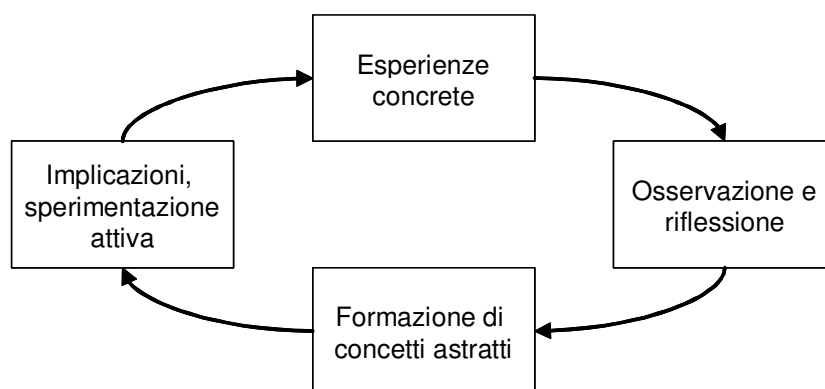 Esperienze
concrete
Implicazioni,
sperimentazione
attiva
Osservazione e
riflessione
Formazione di
concetti astratti